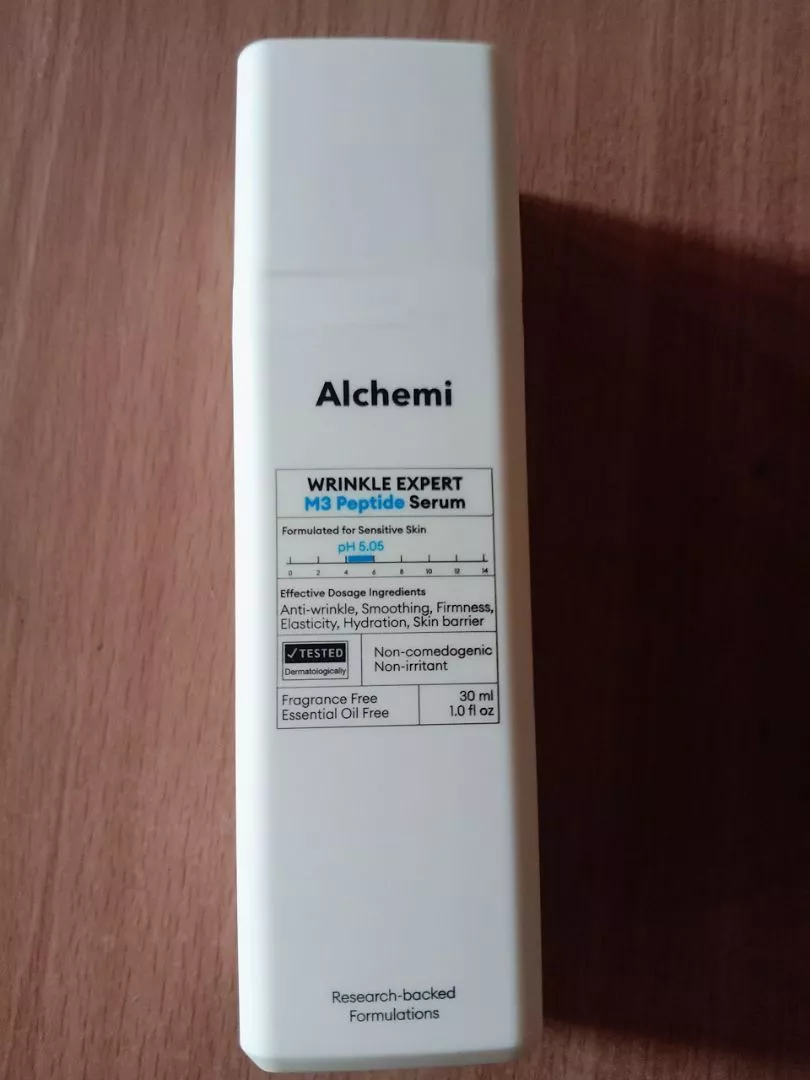 Alchemi
WRINKLE EXPERT
M3 Peptide Serum
Formulated for Sensitive Skin
pH 5.05
0 2 4 6 8 10 12 14
Effective Dosage Ingredients
Anti-wrinkle, Smoothing, Firmness,
Elasticity, Hydration, Skin barrier
✓TESTED
Dermatologically
Non-comedogenic
Non-irritant
Fragrance Free
Essential Oil Free
30 ml
1.0 fl oz
Research-backed
Formulations